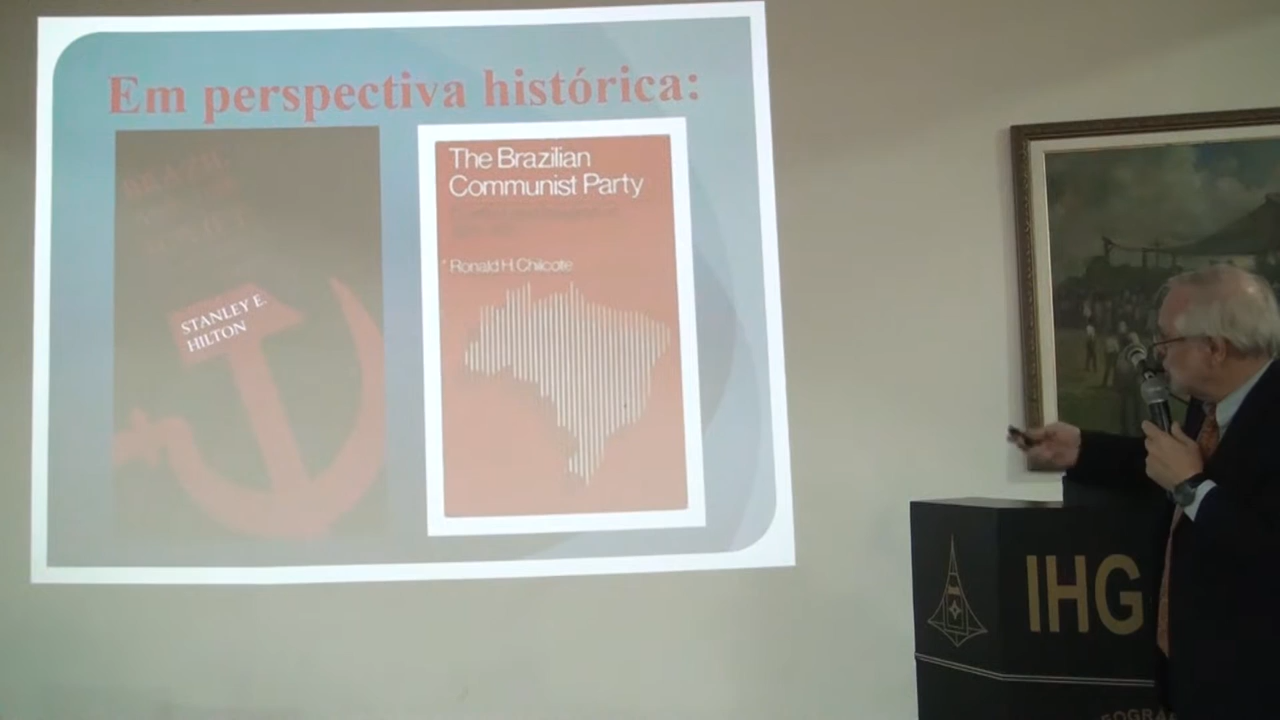 Em perspectiva histórica:
STANLEY E.
HILTON
The Brazilian
Communist Party
Ronald H. Chilcote
IHG